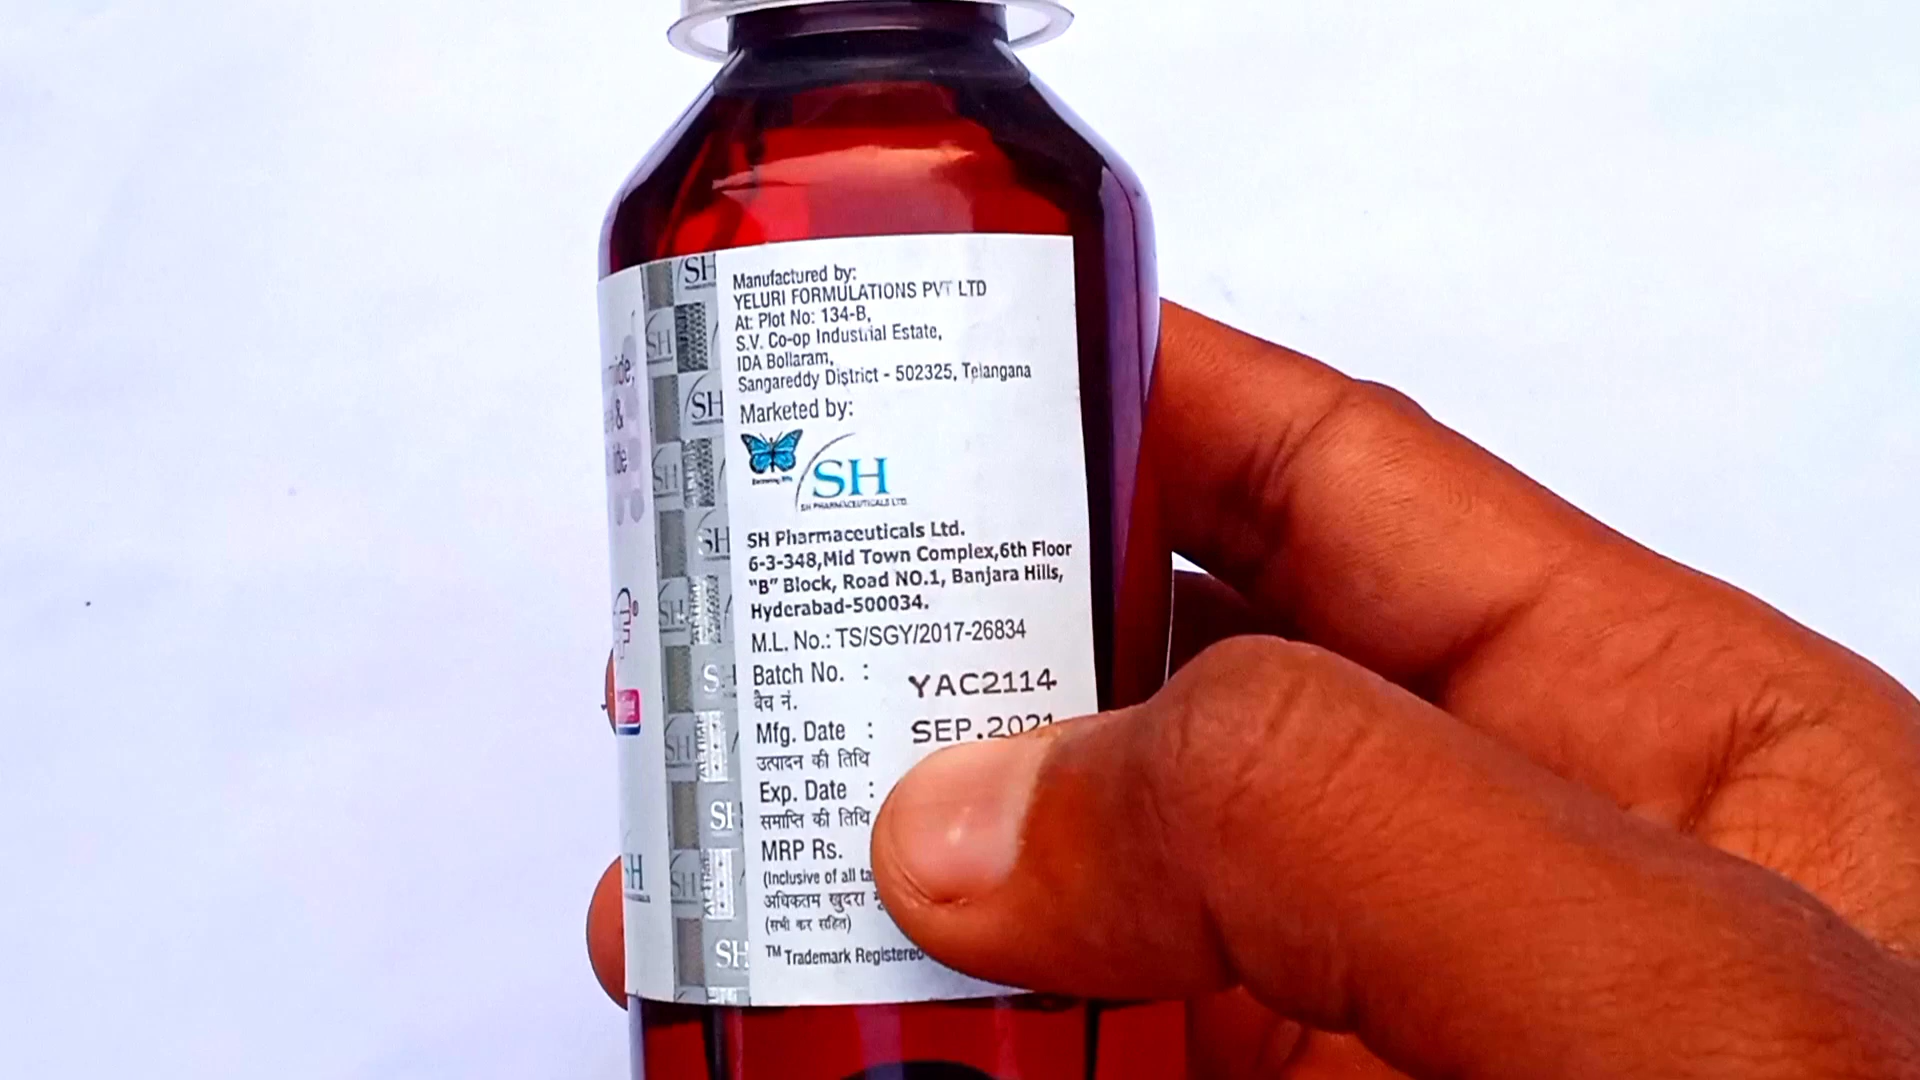 Manufactured by:
YELURI FORMULATIONS PVT LTD
At: Plot No: 134-B,
S.V. Co-op Industrial Estate,
IDA Bollaram,
Sangareddy District - 502325, Telangana
Marketed by:
SH
SH PHARMACEUTICALS LTD.
SH Pharmaceuticals Ltd.
6-3-348,Mid Town Complex,6th Floor
"B" Block, Road NO.1, Banjara Hills,
Hyderabad-500034.
M.L. No.: TS/SGY/2017-26834
Batch No. : YAC2114
बैच नं.
Mfg. Date : SEP.2021
उत्पादन की तिथि
Exp. Date :
समाप्ति की तिथि
MRP Rs.
(Inclusive of all
अधिकतम खुदरा
(सभी कर सहित)
TM Trademark Registered